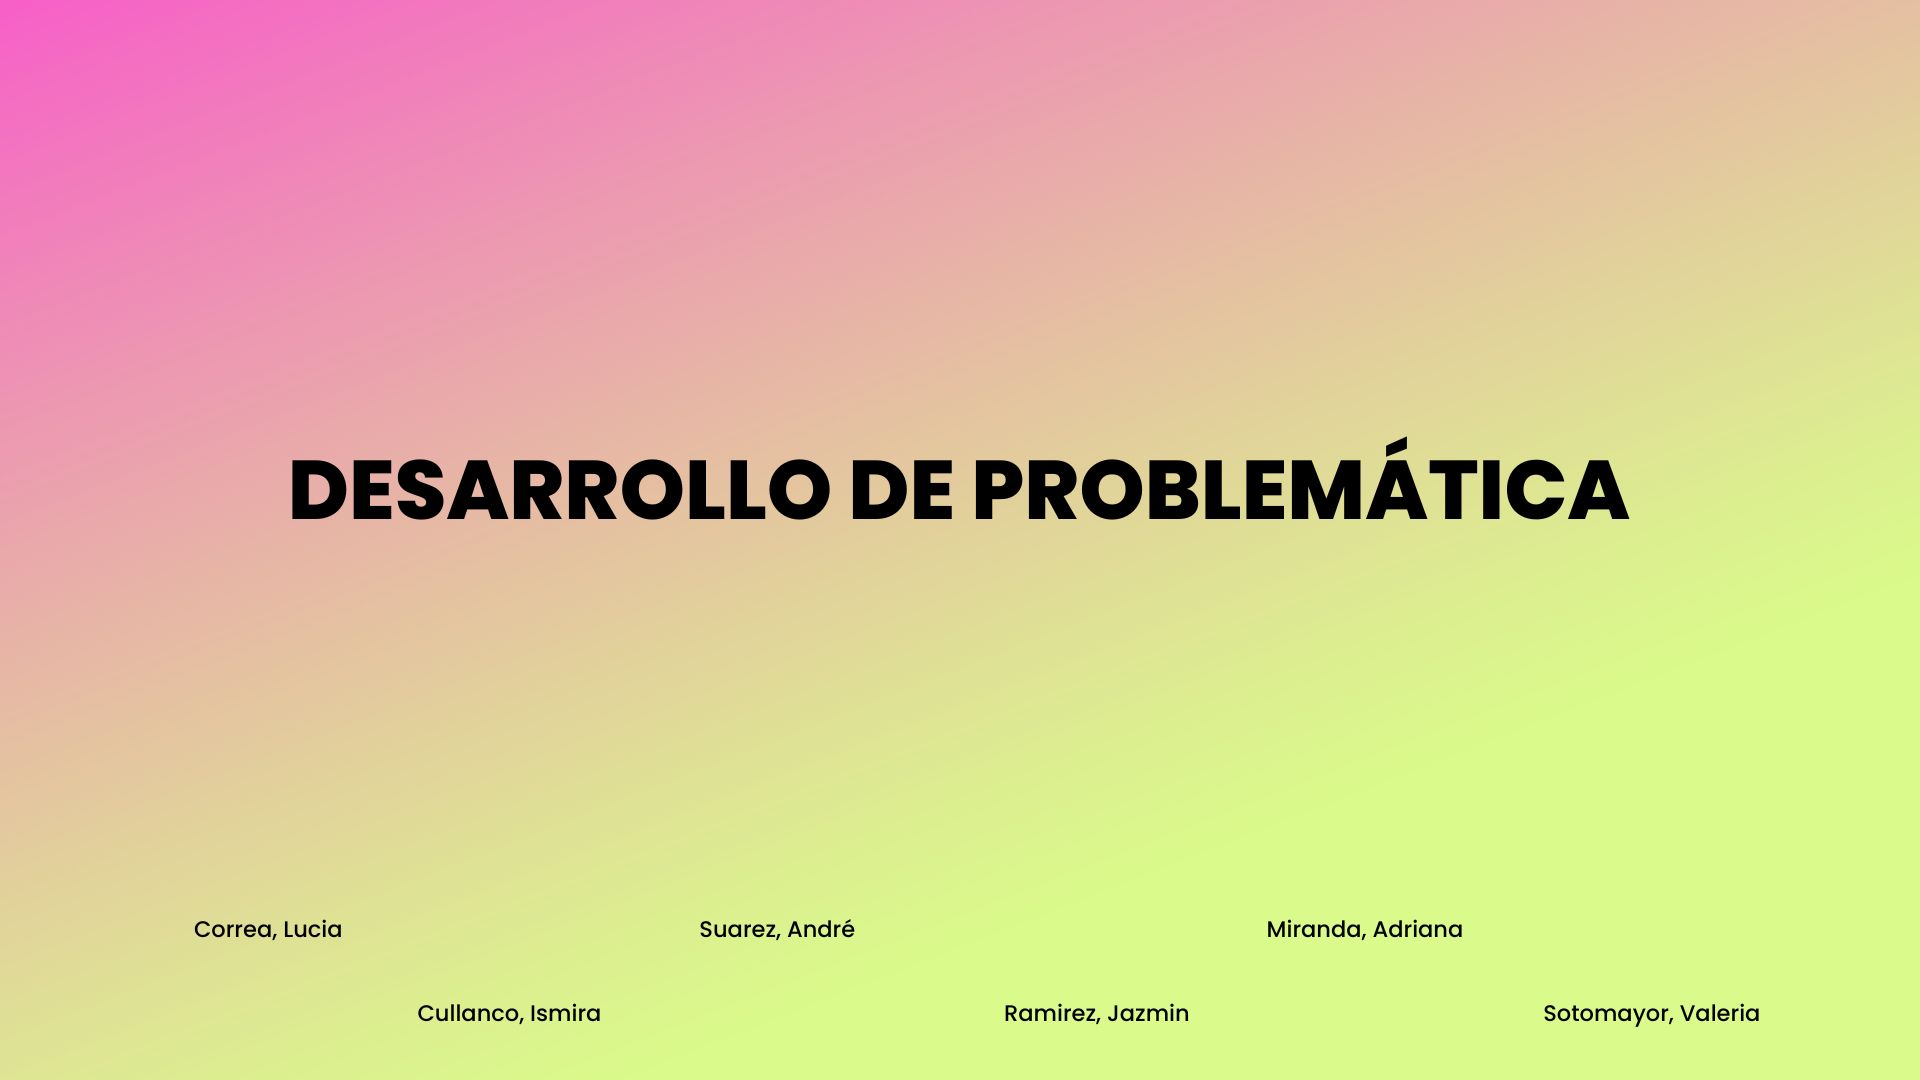 DESARROLLO DE PROBLEMÁTICA
Correa, Lucia
Suarez, André
Miranda, Adriana
Cullanco, Ismira
Ramirez, Jazmin
Sotomayor, Valeria